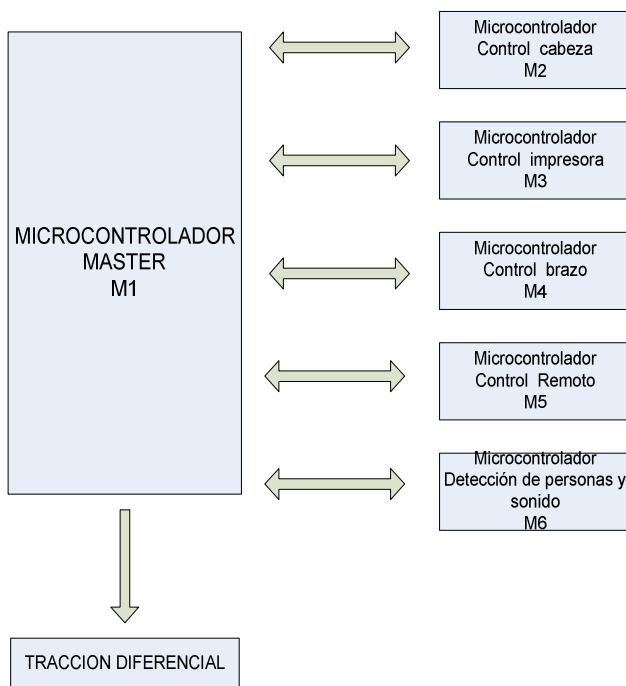 MICROCONTROLADOR
MASTER
M1
Microcontrolador
Control cabeza
M2
Microcontrolador
Control impresora
M3
Microcontrolador
Control brazo
M4
Microcontrolador
Control Remoto
M5
Microcontrolador
Detección de personas y
sonido
M6
TRACCION DIFERENCIAL